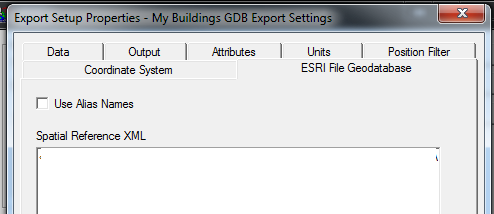 Export Setup Properties - My Buildings GDB Export Settings
Data Output Attributes Units Position Filter
Coordinate System ESRI File Geodatabase
Use Alias Names
Spatial Reference XML